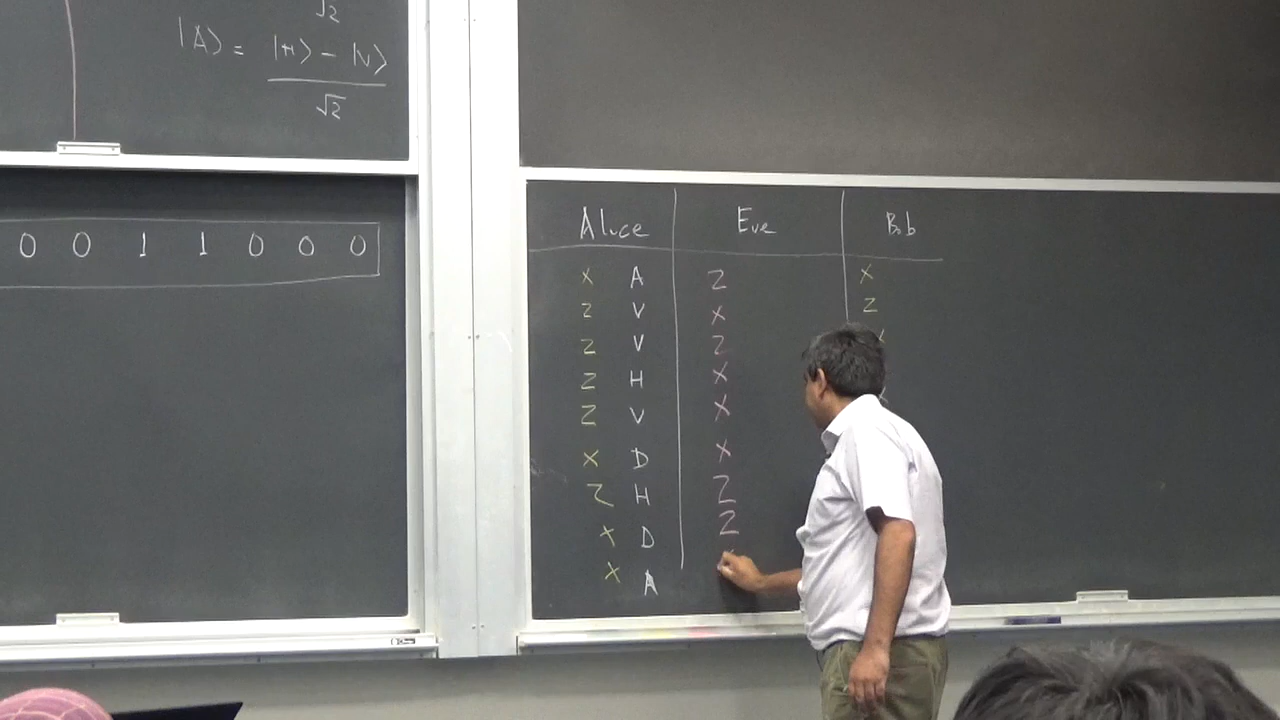 √2
|A⟩ = |H⟩ - |V⟩
√2
0 0 1 1 0 0 0
Alice Eve Bob
X A Z X
Z V X Z
Z V Z X
Z H X X
Z V X
X D X
Z H Z
X D Z
X A